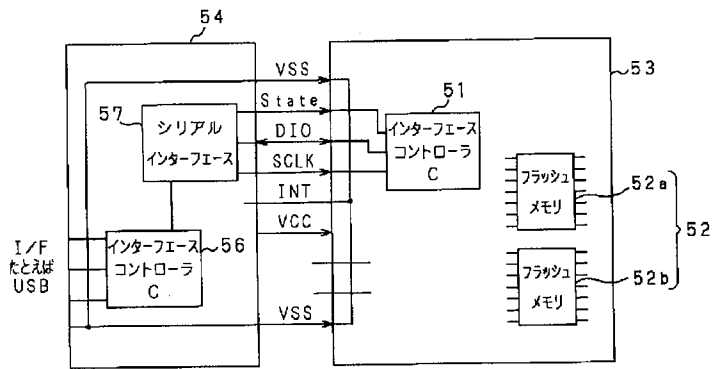 54
53
VSS
State
DIO
SCLK
INT
VCC
VSS
57
シリアル
インターフェース
51
インターフェース
コントローラ
C
フラッシュ
メモリ
52a
52
フラッシュ
メモリ
52b
I/F
たとえば
USB
インターフェース
コントローラ
C
56